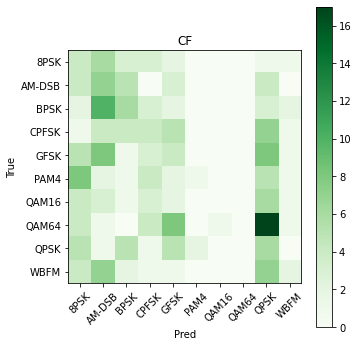 CF
True
8PSK
AM-DSB
BPSK
CPFSK
GFSK
PAM4
QAM16
QAM64
QPSK
WBFM
8PSK
AM-DSB
BPSK
CPFSK
GFSK
PAM4
QAM16
QAM64
QPSK
WBFM
Pred
16
14
12
10
8
6
4
2
0